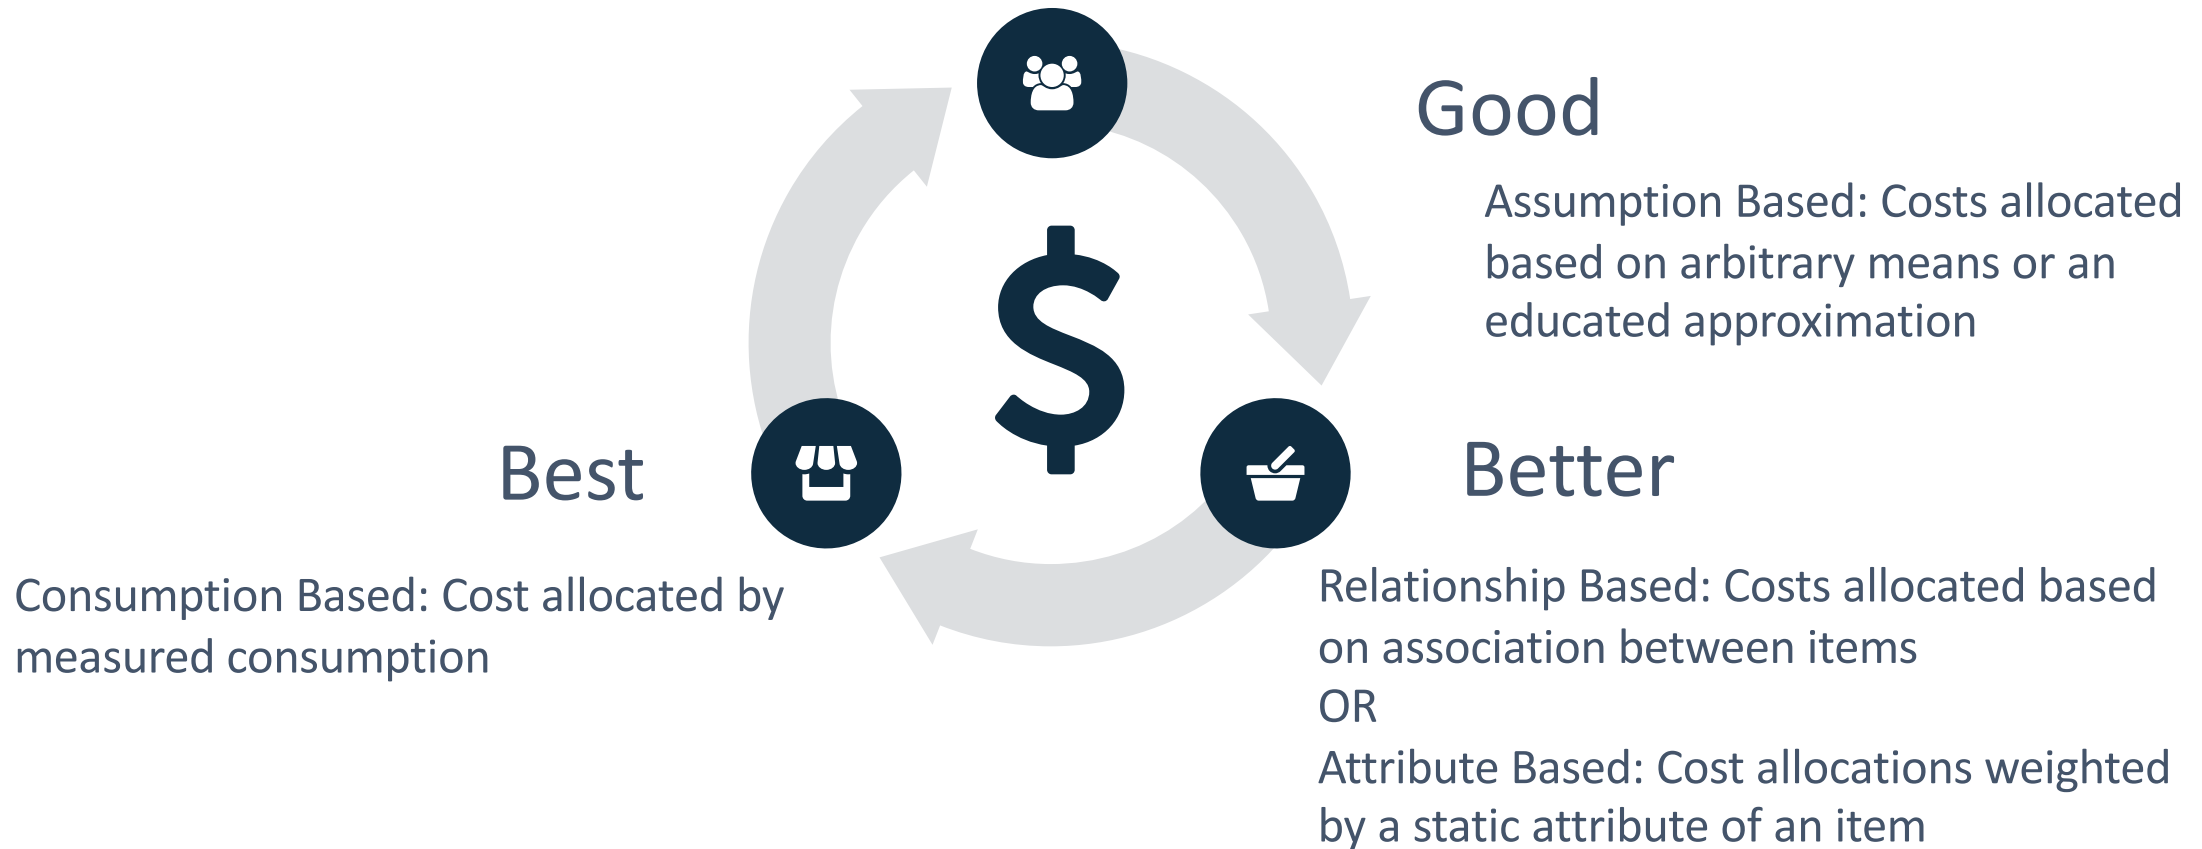 Good
Assumption Based: Costs allocated
based on arbitrary means or an
educated approximation
Better
Relationship Based: Costs allocated based
on association between items
OR
Attribute Based: Cost allocations weighted
by a static attribute of an item
Best
Consumption Based: Cost allocated by
measured consumption
$